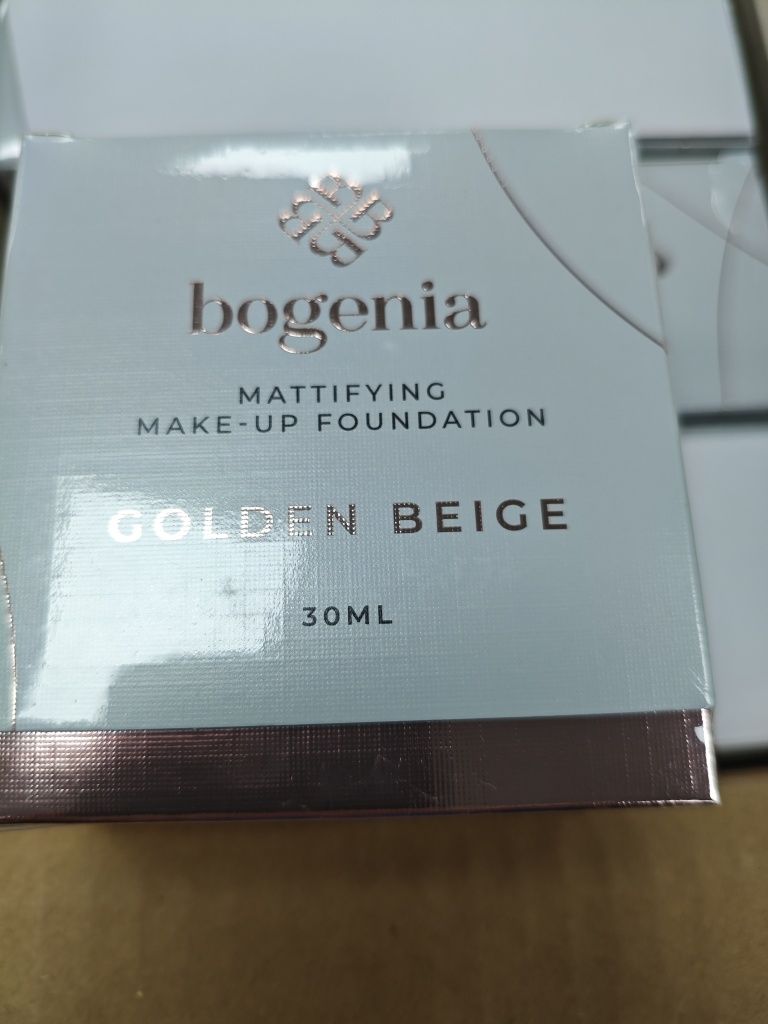 bogenia
MATTIFYING
MAKE-UP FOUNDATION
GOLDEN BEIGE
30ML